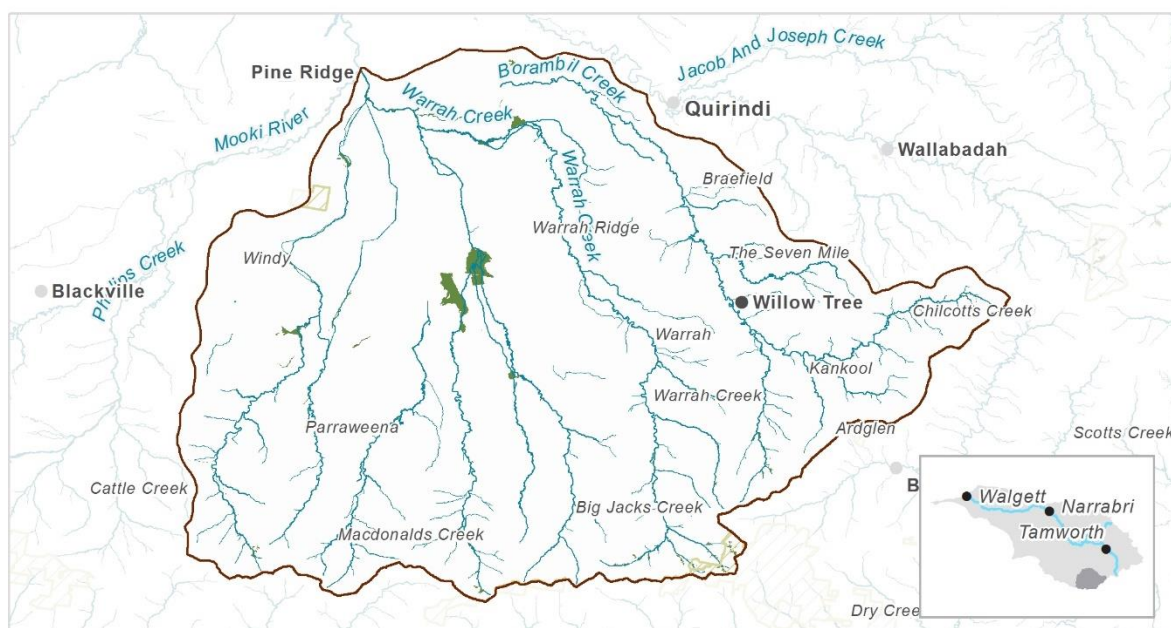 Jacob And Joseph Creek
Borambil Creek
Pine Ridge
Warrah Creek
Quirindi
Mooki River
Wallabadah
Braefield
Warrah Creek
Warrah Ridge
The Seven Mile
Windy
Phillips Creek
Blackville
Willow Tree
Chilcotts Creek
Warrah
Kankool
Warrah Creek
Parraweena
Ardglen
Scotts Creek
Cattle Creek
B
Big Jacks Creek
Macdonalds Creek
Walgett
Narrabri
Tamworth
Dry Cree